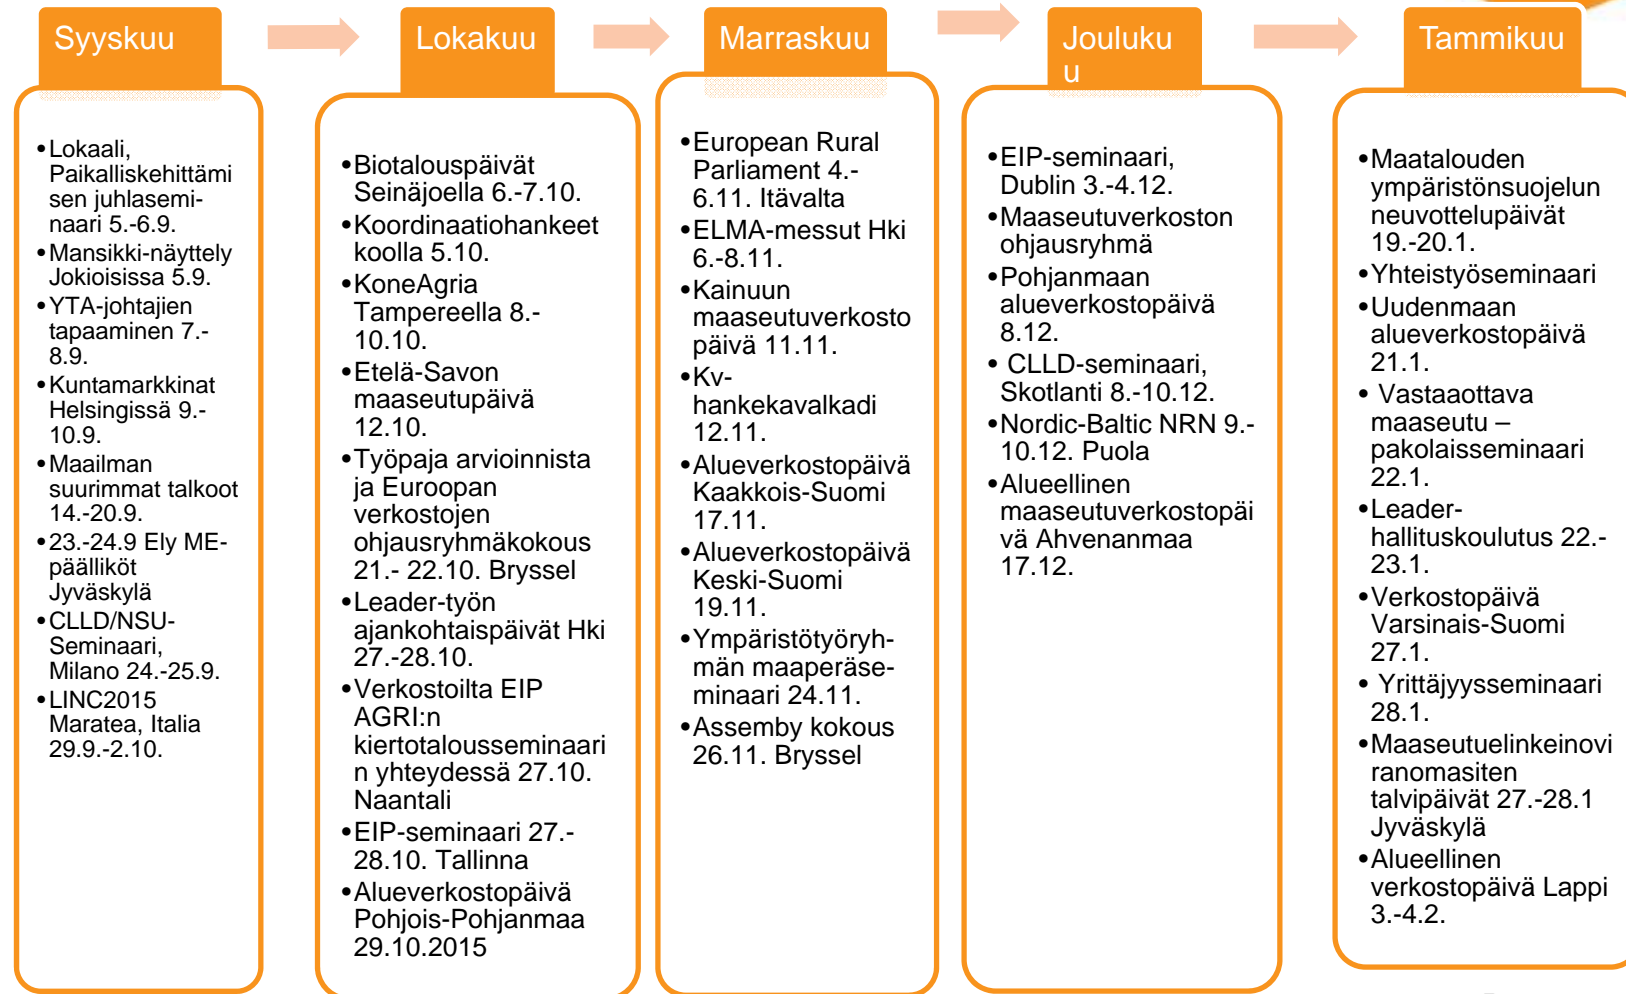 Syyskuu
•Lokaali,
Paikalliskehittämi
sen juhlasemi-
naari 5.-6.9.
•Mansikki-näyttely
Jokioisissa 5.9.
•YTA-johtajien
tapaaminen 7.-
8.9.
•Kuntamarkkinat
Helsingissä 9.-
10.9.
•Maailman
suurimmat talkoot
14.-20.9.
•23.-24.9 Ely ME-
päälliköt
Jyväskylä
•CLLD/NSU-
Seminaari,
Milano 24.-25.9.
•LINC2015
Maratea, Italia
29.9.-2.10.
Lokakuu
•Biotalouspäivät
Seinäjoella 6.-7.10.
•Koordinaatiohankeet
koolla 5.10.
•KoneAgria
Tampereella 8.-
10.10.
•Etelä-Savon
maaseutupäivä
12.10.
•Työpaja arvioinnista
ja Euroopan
verkostojen
ohjausryhmäkokous
21.- 22.10. Bryssel
•Leader-työn
ajankohtaispäivät Hki
27.-28.10.
•Verkostoilta EIP
AGRI:n
kiertotalousseminaari
n yhteydessä 27.10.
Naantali
•EIP-seminaari 27.-
28.10. Tallinna
•Alueverkostopäivä
Pohjois-Pohjanmaa
29.10.2015
Marraskuu
•European Rural
Parliament 4.-
6.11. Itävalta
•ELMA-messut Hki
6.-8.11.
•Kainuun
maaseutuverkosto
päivä 11.11.
•Kv-
hankekavalkadi
12.11.
•Alueverkostopäivä
Kaakkois-Suomi
17.11.
•Alueverkostopäivä
Keski-Suomi
19.11.
•Ympäristötyöryh-
män maaperäse-
minaari 24.11.
•Assemby kokous
26.11. Bryssel
Jouluku
u
•EIP-seminaari,
Dublin 3.-4.12.
•Maaseutuverkoston
ohjausryhmä
•Pohjanmaan
alueverkostopäivä
8.12.
• CLLD-seminaari,
Skotlanti 8.-10.12.
•Nordic-Baltic NRN 9.-
10.12. Puola
•Alueellinen
maaseutuverkostopäi
vä Ahvenanmaa
17.12.
Tammikuu
•Maatalouden
ympäristönsuojelun
neuvottelupäivät
19.-20.1.
•Yhteistyöseminaari
•Uudenmaan
alueverkostopäivä
21.1.
• Vastaaottava
maaseutu –
pakolaisseminaari
22.1.
•Leader-
hallituskoulutus 22.-
23.1.
•Verkostopäivä
Varsinais-Suomi
27.1.
• Yrittäjyysseminaari
28.1.
•Maaseutuelinkeinovi
ranomasiten
talvipäivät 27.-28.1
Jyväskylä
•Alueellinen
verkostopäivä Lappi
3.-4.2.